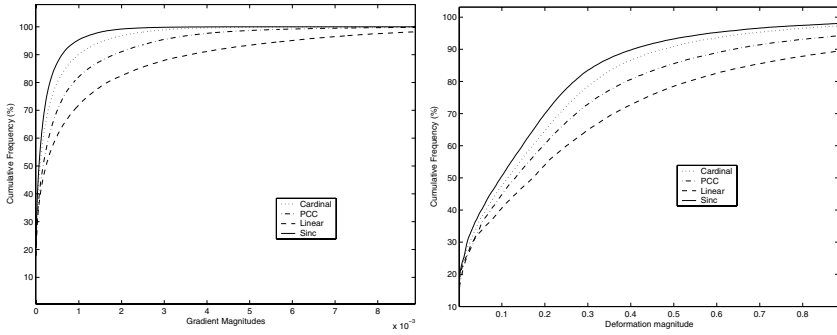 100
90
80
70
60
50
40
30
20
10
Cumulative Frequency (%)
0 1 2 3 4 5 6 7 8
x 10⁻³
Gradient Magnitudes
Cardinal
PCC
Linear
Sinc
100
90
80
70
60
50
40
30
20
10
Cumulative Frequency (%)
0.1 0.2 0.3 0.4 0.5 0.6 0.7 0.8
Deformation magnitude
Cardinal
PCC
Linear
Sinc